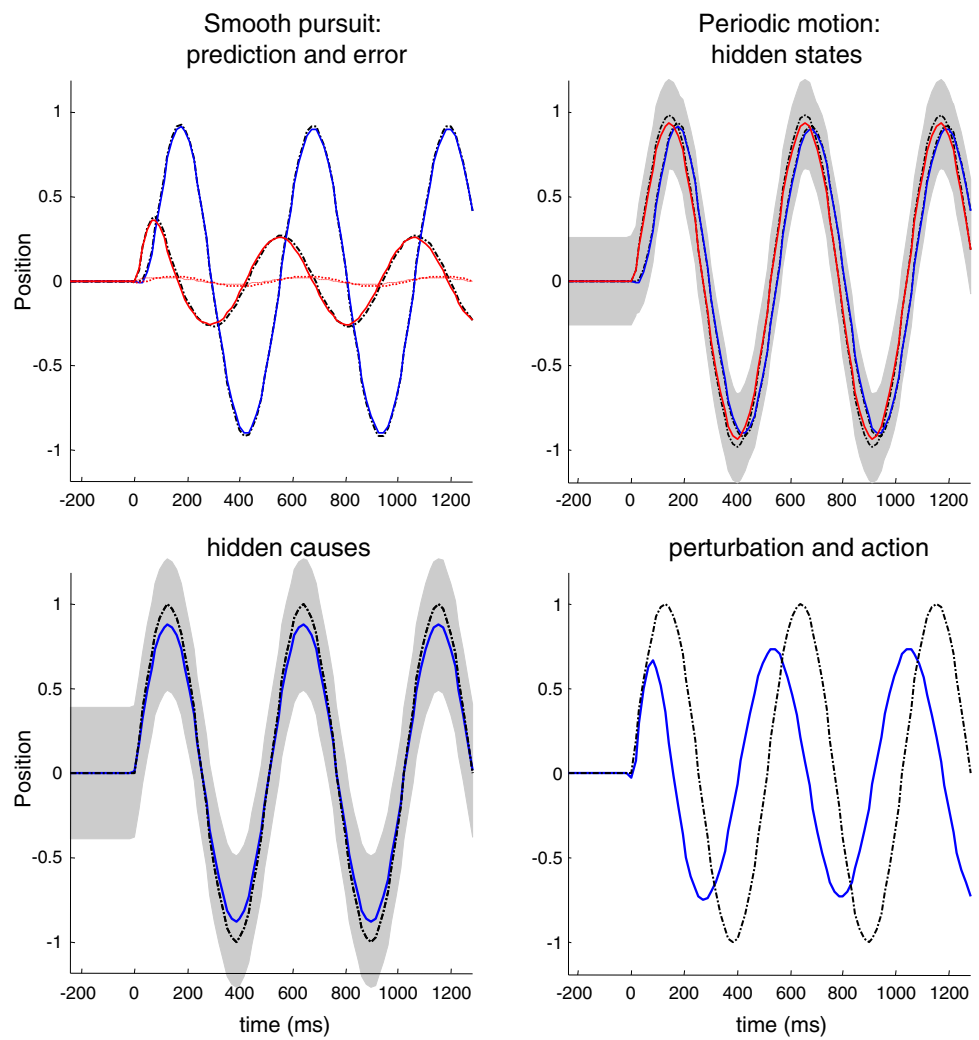 Smooth pursuit:
prediction and error
Periodic motion:
hidden states
1
0.5
0
-0.5
-1
Position
-200 0 200 400 600 800 1000 1200
1
0.5
0
-0.5
-1
-200 0 200 400 600 800 1000 1200
hidden causes
perturbation and action
1
0.5
0
-0.5
-1
Position
-200 0 200 400 600 800 1000 1200
time (ms)
1
0.5
0
-0.5
-1
-200 0 200 400 600 800 1000 1200
time (ms)